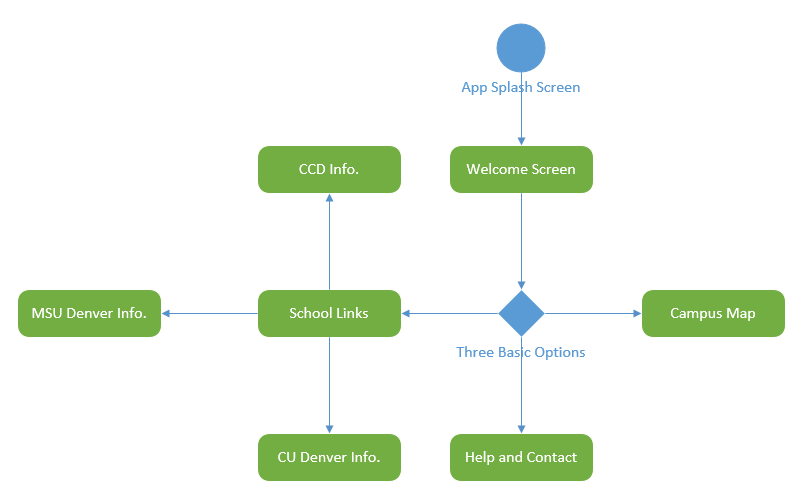 App Splash Screen
CCD Info.
Welcome Screen
MSU Denver Info.
School Links
Campus Map
Three Basic Options
CU Denver Info.
Help and Contact